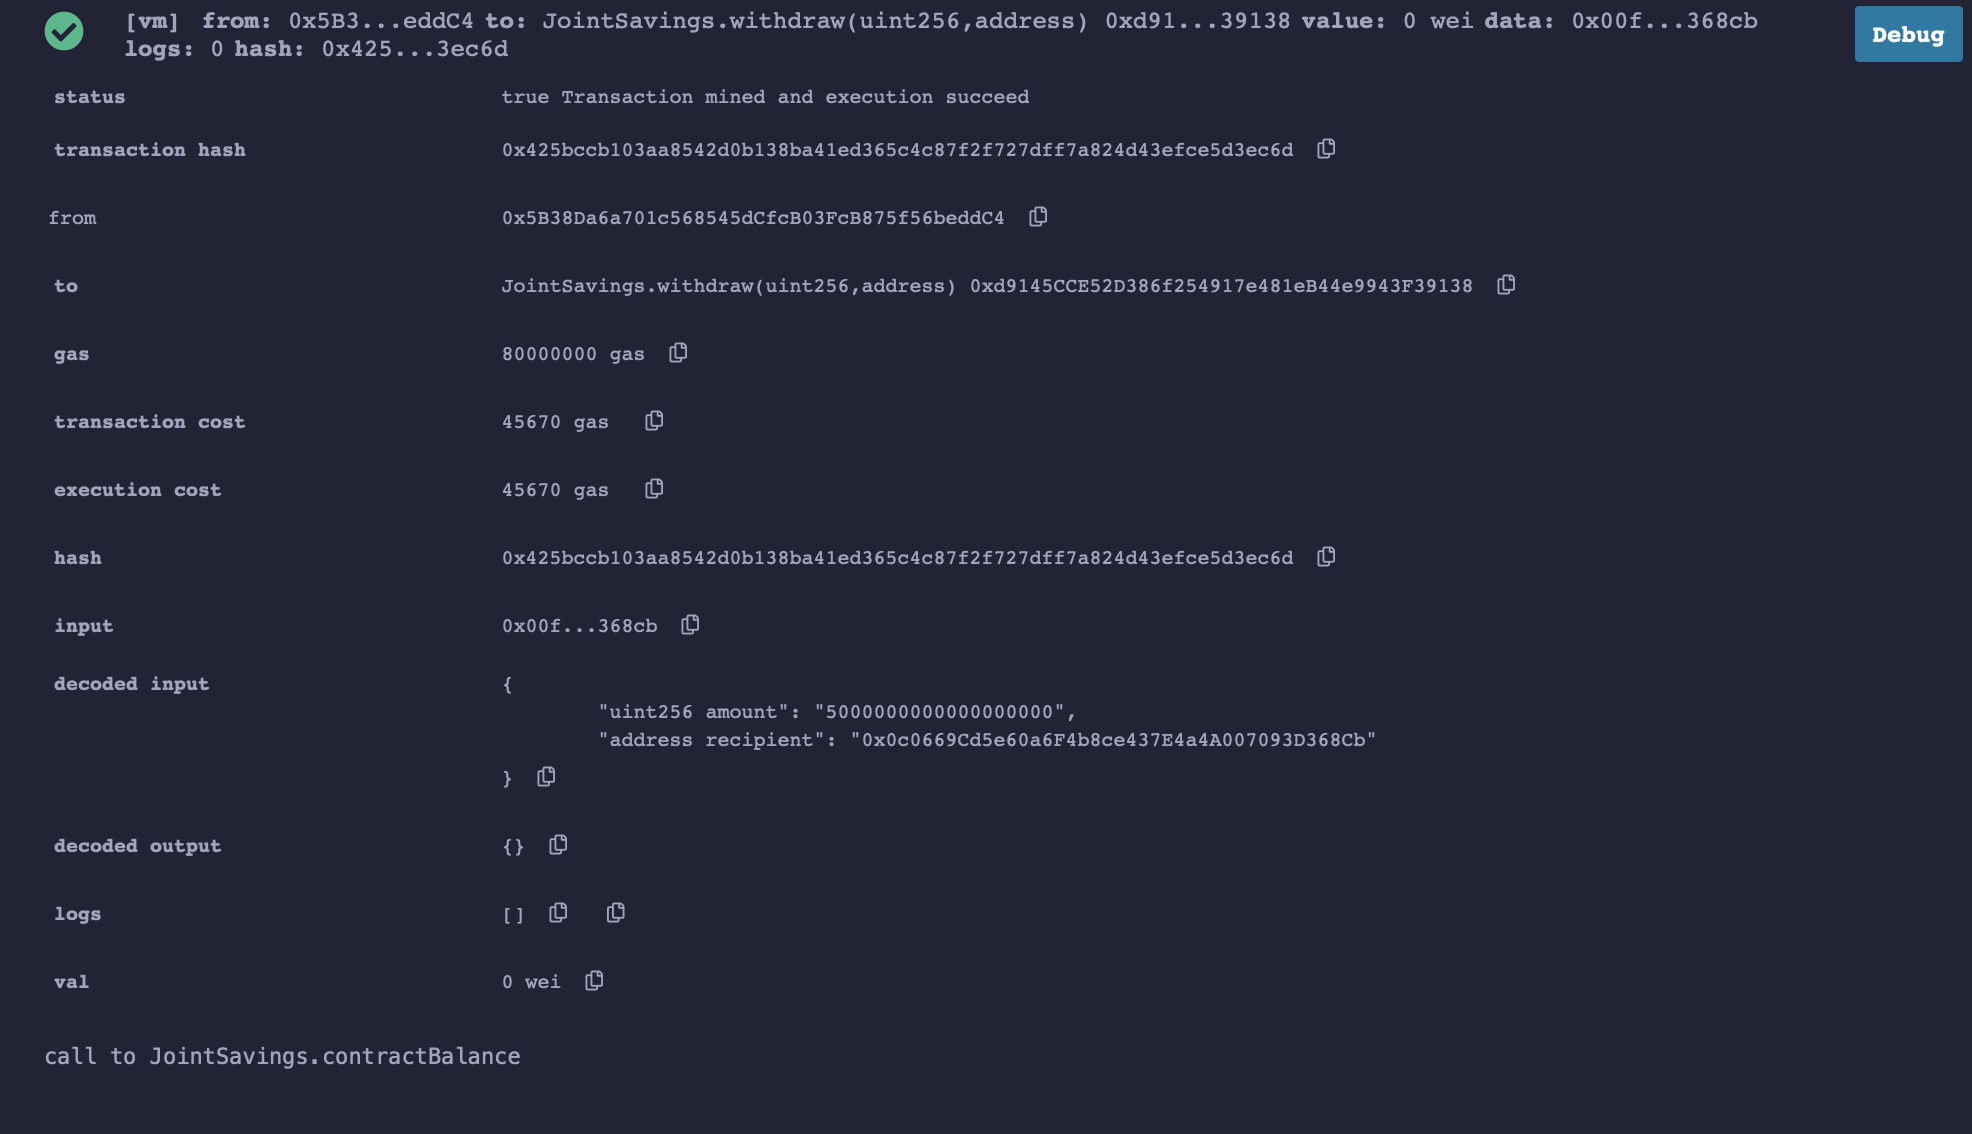 [vm] from: 0x5B3...eddC4 to: JointSavings.withdraw(uint256,address) 0xd91...39138 value: 0 wei data: 0x00f...368cb
logs: 0 hash: 0x425...3ec6d
Debug
status true Transaction mined and execution succeed
transaction hash 0x425bccb103aa8542d0b138ba41ed365c4c87f2f727dff7a824d43efce5d3ec6d
from 0x5B38Da6a701c568545dCfcB03FcB875f56beddC4
to JointSavings.withdraw(uint256,address) 0xd9145CCE52D386f254917e481eB44e9943F39138
gas 80000000 gas
transaction cost 45670 gas
execution cost 45670 gas
hash 0x425bccb103aa8542d0b138ba41ed365c4c87f2f727dff7a824d43efce5d3ec6d
input 0x00f...368cb
decoded input {
"uint256 amount": "5000000000000000000",
"address recipient": "0x0c0669Cd5e60a6F4b8ce437E4a4A007093D368Cb"
}
decoded output {}
logs []
val 0 wei
call to JointSavings.contractBalance